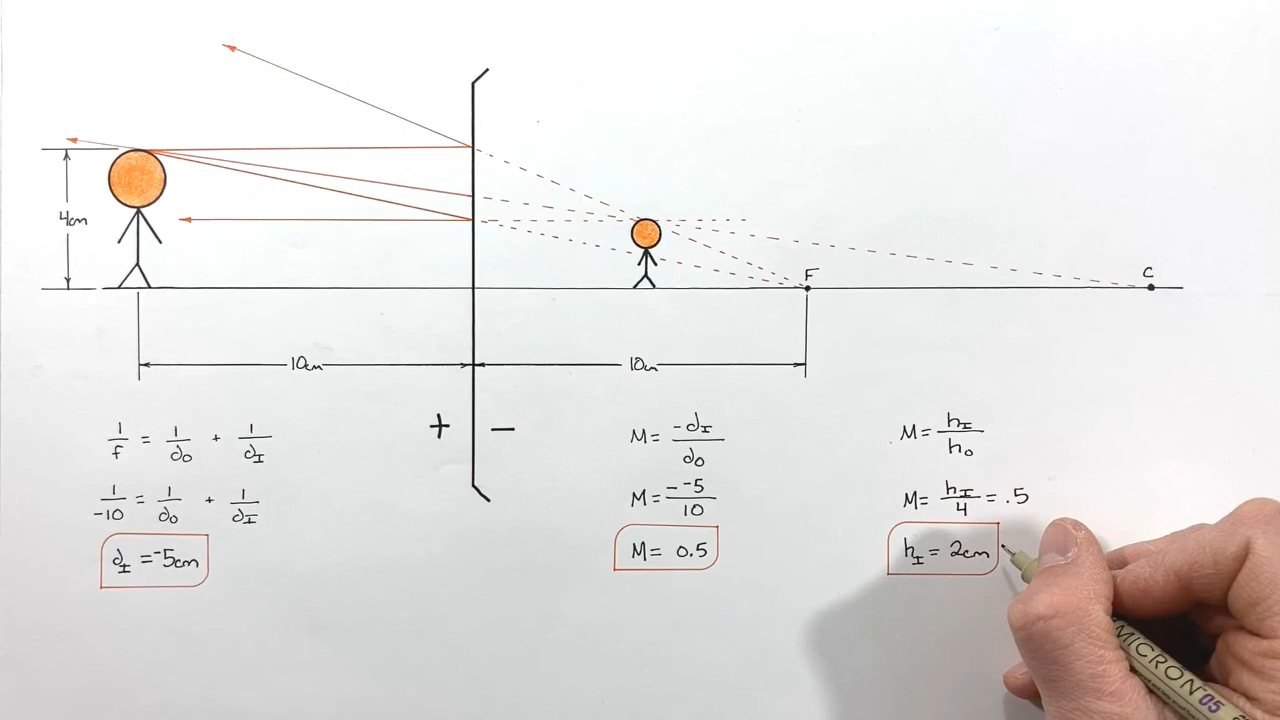 4cm
F
C
10cm
10cm
+ −
1/f = 1/do + 1/dI
1/-10 = 1/do + 1/dI
dI = -5cm
M = -dI/do
M = --5/10
M = 0.5
M = hI/ho
M = hI/4 = .5
hI = 2cm
MICRON 05